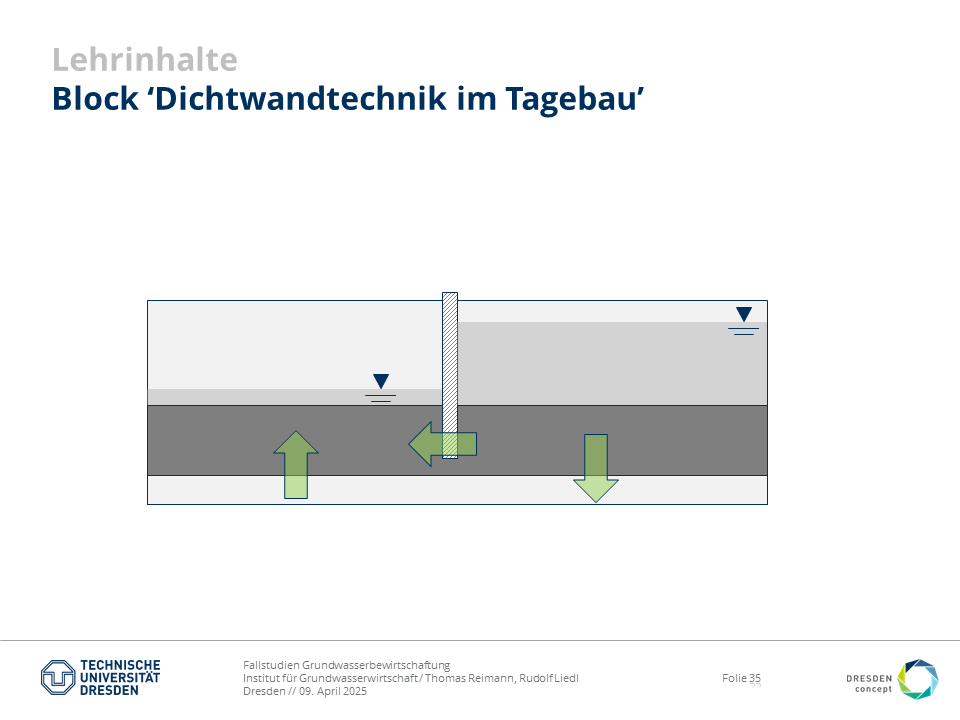 Lehrinhalte
Block ‘Dichtwandtechnik im Tagebau’
TECHNISCHE
UNIVERSITÄT
DRESDEN
Fallstudien Grundwasserbewirtschaftung
Institut für Grundwasserwirtschaft / Thomas Reimann, Rudolf Liedl
Dresden // 09. April 2025
Folie 35
DRESDEN
concept